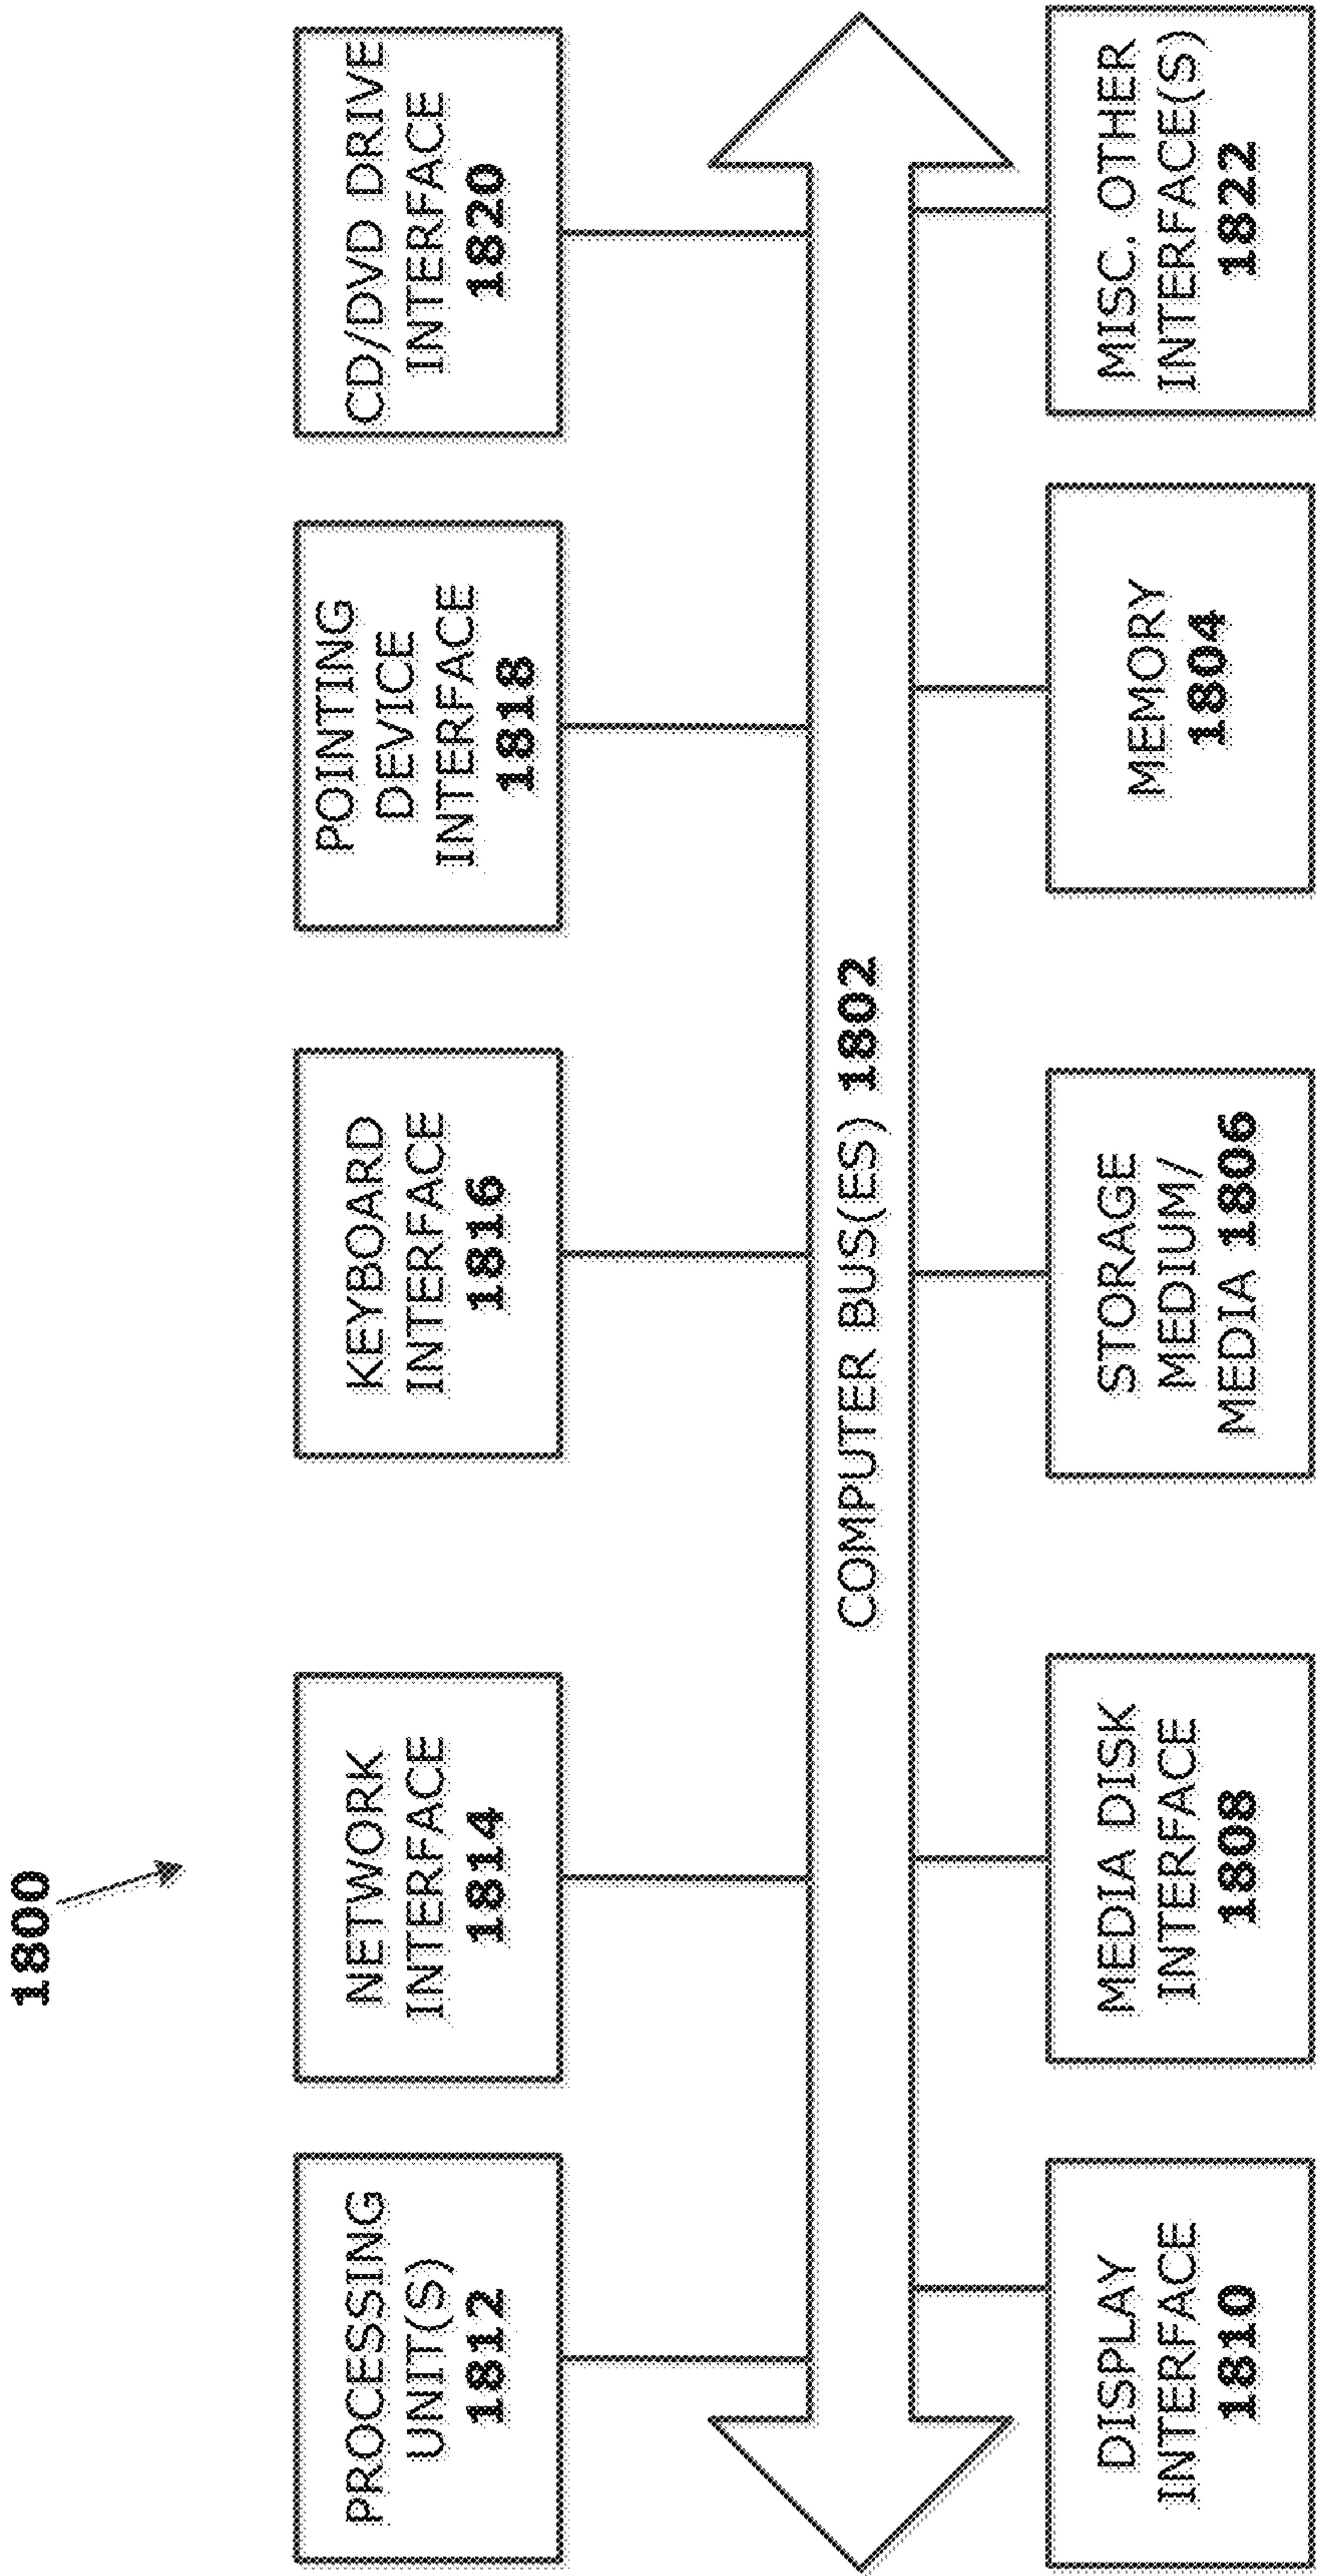 1800
PROCESSING
UNIT(S)
1812
NETWORK
INTERFACE
1814
KEYBOARD
INTERFACE
1816
POINTING
DEVICE
INTERFACE
1818
CD/DVD DRIVE
INTERFACE
1820
COMPUTER BUS(ES) 1802
DISPLAY
INTERFACE
1810
MEDIA DISK
INTERFACE
1808
STORAGE
MEDIUM/
MEDIA 1806
MEMORY
1804
MISC. OTHER
INTERFACE(S)
1822